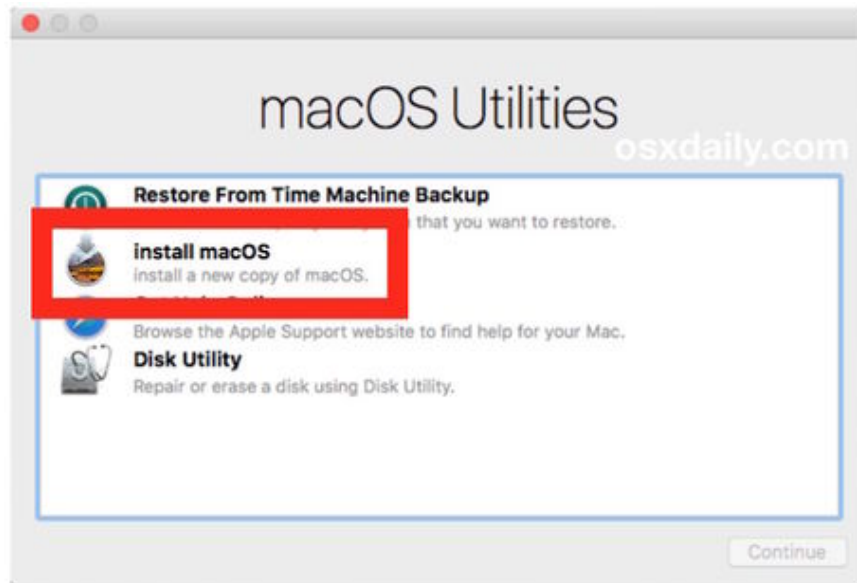 macOS Utilities
osxdaily.com
Restore From Time Machine Backup
that you want to restore.
install macOS
install a new copy of macOS.
Browse the Apple Support website to find help for your Mac.
Disk Utility
Repair or erase a disk using Disk Utility.
Continue